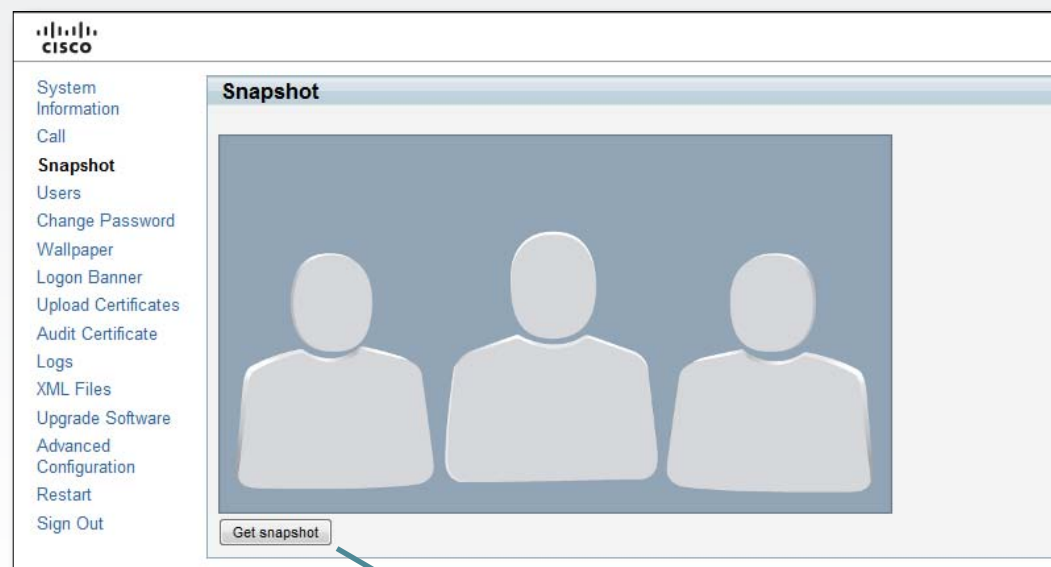 CISCO
System
Information
Call
Snapshot
Users
Change Password
Wallpaper
Logon Banner
Upload Certificates
Audit Certificate
Logs
XML Files
Upgrade Software
Advanced
Configuration
Restart
Sign Out
Snapshot
Get snapshot